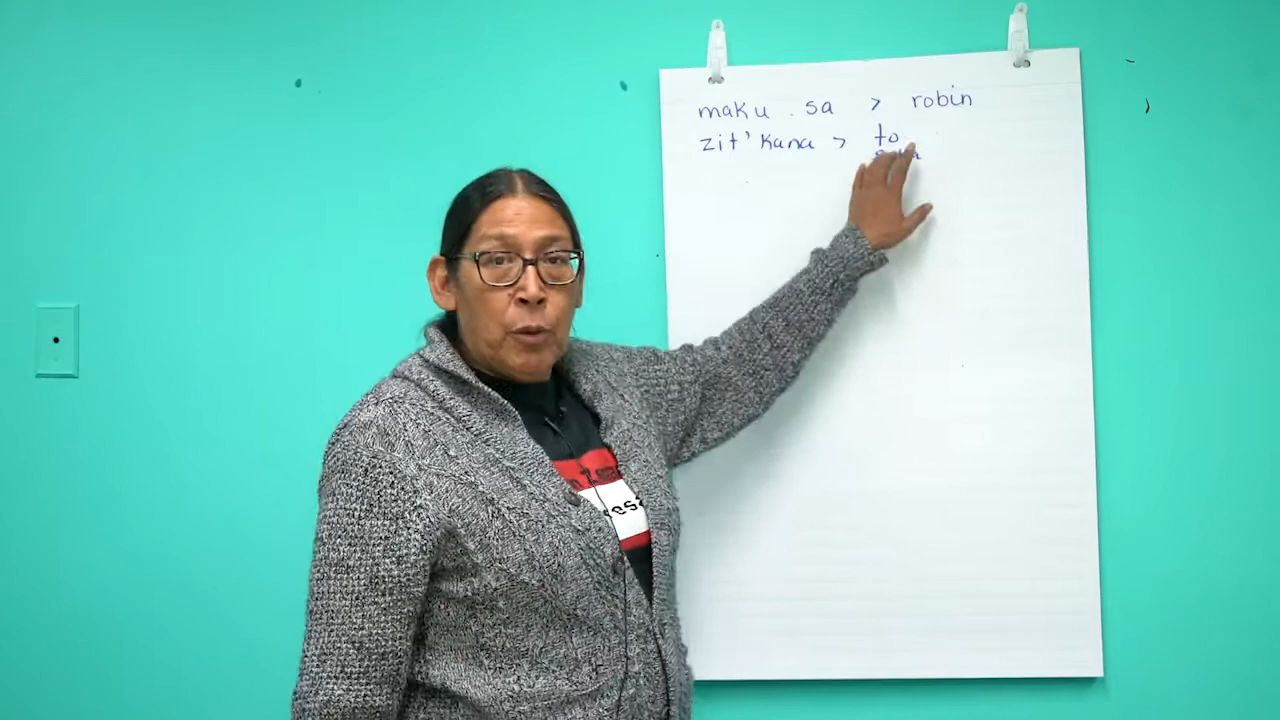 maku . sa > robin
zit' kana > to